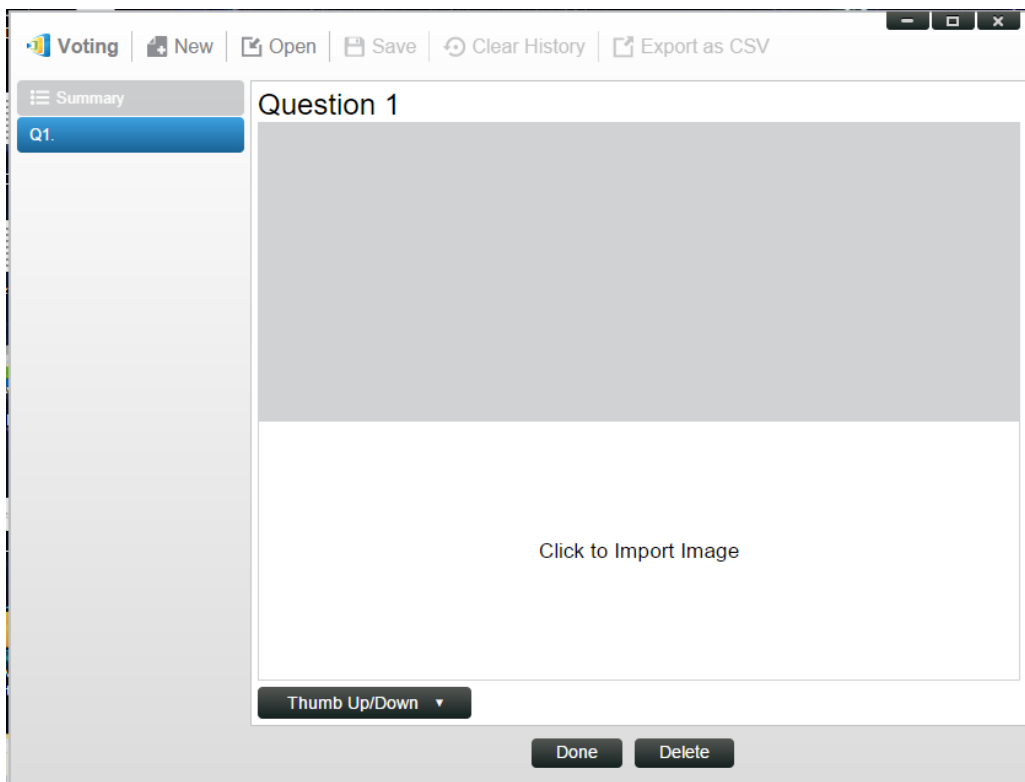 Voting New Open Save Clear History Export as CSV
Summary
Q1.
Question 1
Click to Import Image
Thumb Up/Down
Done Delete